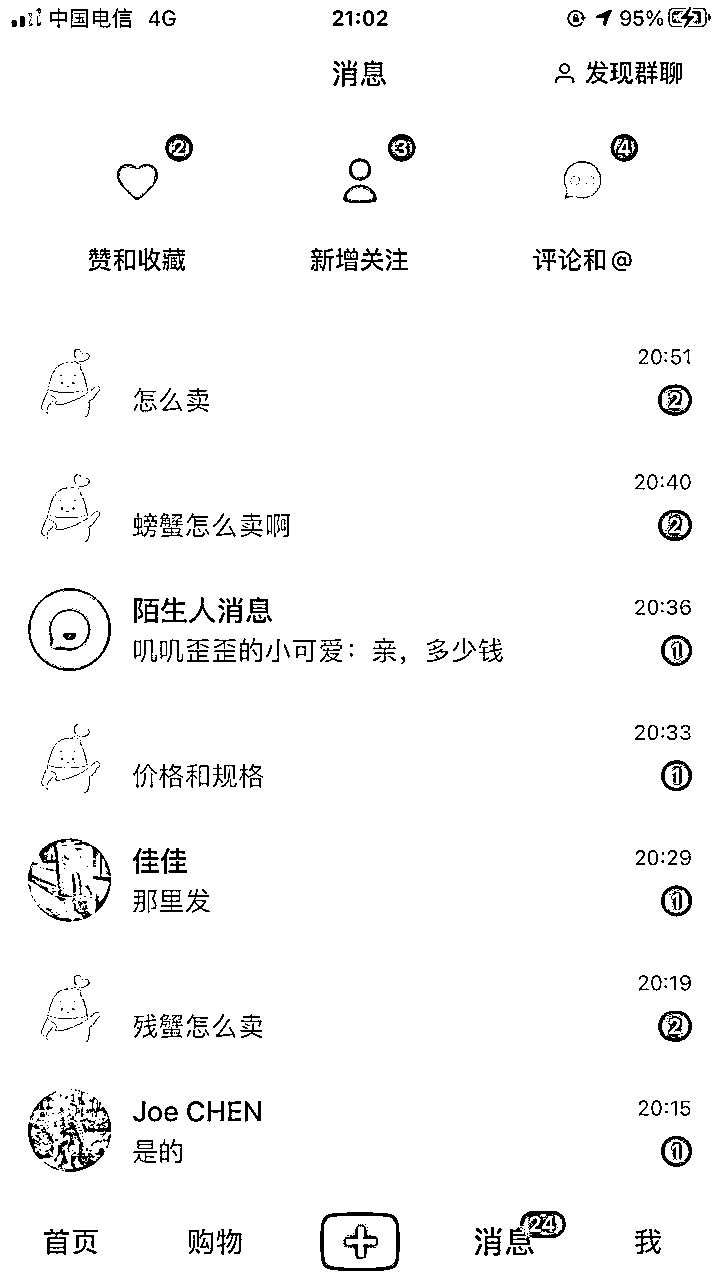 中国电信 4G 21:02 95%
消息 发现群聊
2 3 4
赞和收藏 新增关注 评论和@
20:51
怎么卖 2
20:40
螃蟹怎么卖啊 2
陌生人消息 20:36
叽叽歪歪的小可爱：亲，多少钱 1
20:33
价格和规格 1
佳佳 20:29
那里发 1
20:19
残蟹怎么卖 2
Joe CHEN 20:15
是的 1
首页 购物 消息 24 我